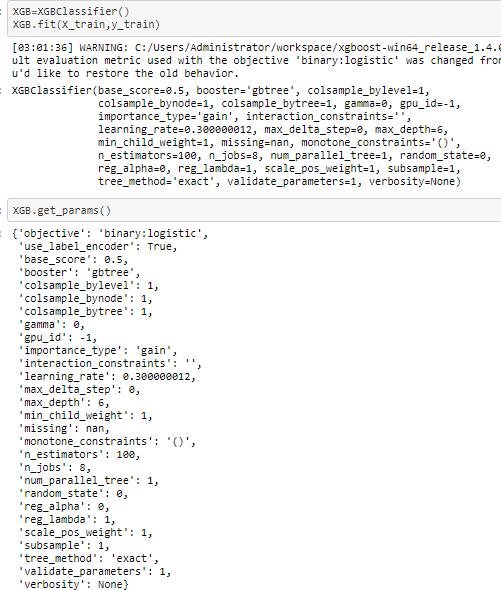 XGB=XGBClassifier()
XGB.fit(X_train,y_train)
[03:01:36] WARNING: C:/Users/Administrator/workspace/xgboost-win64_release_1.4.
ult evaluation metric used with the objective 'binary:logistic' was changed fro
u'd like to restore the old behavior.
XGBClassifier(base_score=0.5, booster='gbtree', colsample_bylevel=1,
colsample_bynode=1, colsample_bytree=1, gamma=0, gpu_id=-1,
importance_type='gain', interaction_constraints='',
learning_rate=0.300000012, max_delta_step=0, max_depth=6,
min_child_weight=1, missing=nan, monotone_constraints='()',
n_estimators=100, n_jobs=8, num_parallel_tree=1, random_state=0,
reg_alpha=0, reg_lambda=1, scale_pos_weight=1, subsample=1,
tree_method='exact', validate_parameters=1, verbosity=None)
XGB.get_params()
{'objective': 'binary:logistic',
'use_label_encoder': True,
'base_score': 0.5,
'booster': 'gbtree',
'colsample_bylevel': 1,
'colsample_bynode': 1,
'colsample_bytree': 1,
'gamma': 0,
'gpu_id': -1,
'importance_type': 'gain',
'interaction_constraints': '',
'learning_rate': 0.300000012,
'max_delta_step': 0,
'max_depth': 6,
'min_child_weight': 1,
'missing': nan,
'monotone_constraints': '()',
'n_estimators': 100,
'n_jobs': 8,
'num_parallel_tree': 1,
'random_state': 0,
'reg_alpha': 0,
'reg_lambda': 1,
'scale_pos_weight': 1,
'subsample': 1,
'tree_method': 'exact',
'validate_parameters': 1,
'verbosity': None}